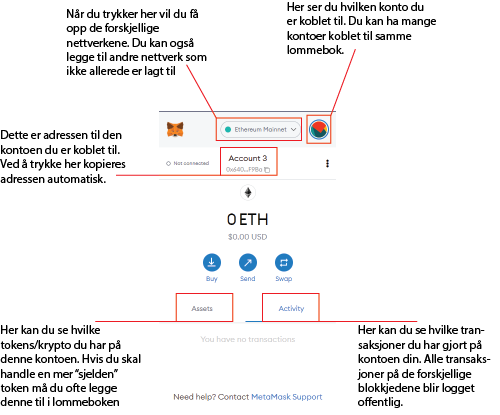 Når du trykker her vil du få
opp de forskjellige
nettverkene. Du kan også
legge til andre nettverk som
ikke allerede er lagt til
Her ser du hvilken konto du
er koblet til. Du kan ha mange
kontoer koblet til samme
lommebok.
Ethereum Mainnet
Dette er adressen til den
kontoen du er koblet til.
Ved å trykke her kopieres
adressen automatisk.
Not connected
Account 3
0x640...F9Ba
0 ETH
$0.00 USD
Buy
Send
Swap
Assets
Activity
You have no transactions
Her kan du se hvilke
tokens/krypto du har på
denne kontoen. Hvis du skal
handle en mer “sjelden”
token må du ofte legge
denne til i lommeboken
Her kan du se hvilke tran-
saksjoner du har gjort på
kontoen din. Alle transaks-
joner på de forskjellige
blokkjedene blir logget
offentlig.
Need help? Contact MetaMask Support